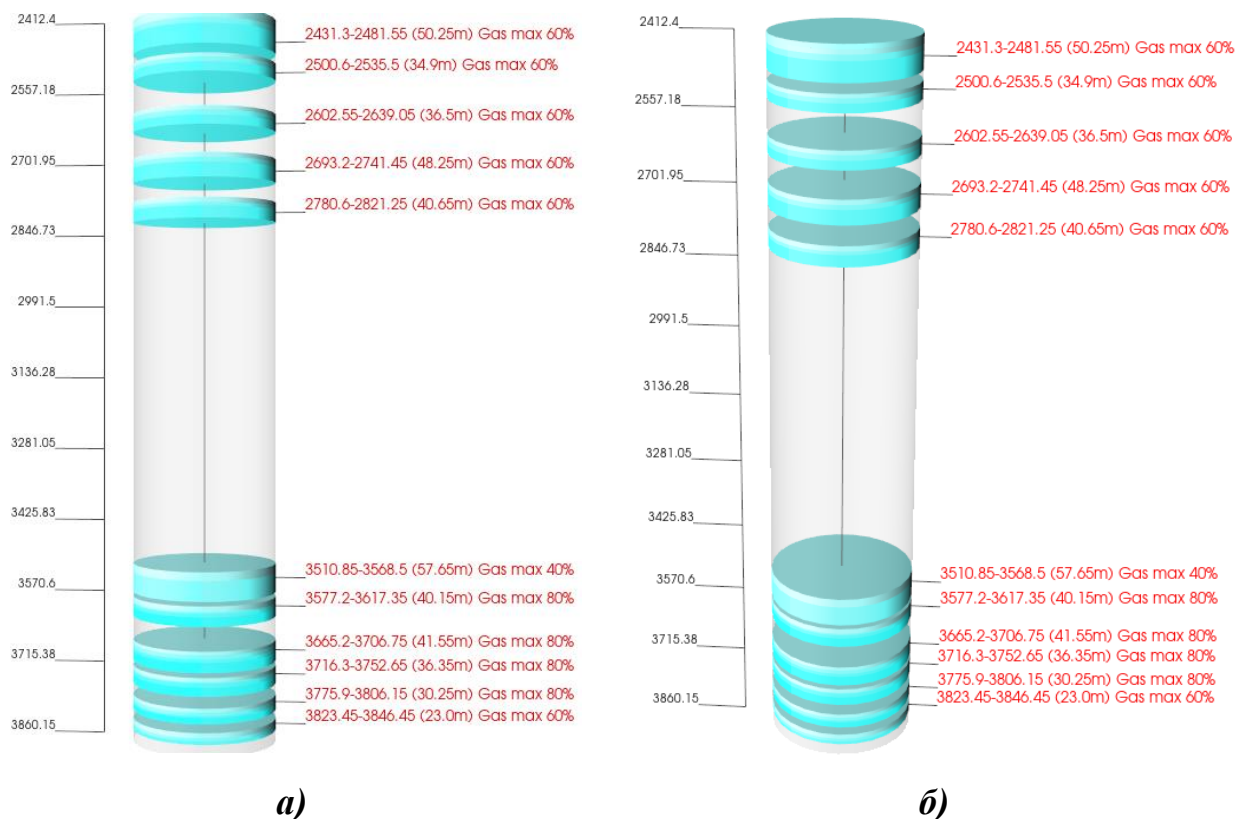 2412.4
2431.3-2481.55 (50.25m) Gas max 60%
2500.6-2535.5 (34.9m) Gas max 60%
2557.18
2602.55-2639.05 (36.5m) Gas max 60%
2701.95
2693.2-2741.45 (48.25m) Gas max 60%
2780.6-2821.25 (40.65m) Gas max 60%
2846.73
2991.5
3136.28
3281.05
3425.83
3510.85-3568.5 (57.65m) Gas max 40%
3570.6
3577.2-3617.35 (40.15m) Gas max 80%
3665.2-3706.75 (41.55m) Gas max 80%
3715.38
3716.3-3752.65 (36.35m) Gas max 80%
3775.9-3806.15 (30.25m) Gas max 80%
3823.45-3846.45 (23.0m) Gas max 60%
3860.15
а)
2412.4
2431.3-2481.55 (50.25m) Gas max 60%
2500.6-2535.5 (34.9m) Gas max 60%
2557.18
2602.55-2639.05 (36.5m) Gas max 60%
2701.95
2693.2-2741.45 (48.25m) Gas max 60%
2780.6-2821.25 (40.65m) Gas max 60%
2846.73
2991.5
3136.28
3281.05
3425.83
3510.85-3568.5 (57.65m) Gas max 40%
3570.6
3577.2-3617.35 (40.15m) Gas max 80%
3665.2-3706.75 (41.55m) Gas max 80%
3715.38
3716.3-3752.65 (36.35m) Gas max 80%
3775.9-3806.15 (30.25m) Gas max 80%
3823.45-3846.45 (23.0m) Gas max 60%
3860.15
б)